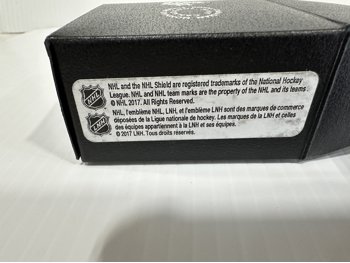 NHL and the NHL Shield are registered trademarks of the National Hockey
League. NHL and NHL team marks are the property of the NHL and its teams
© NHL 2017. All Rights Reserved.
NHL, l'emblème NHL, LNH, et l'emblème LNH sont des marques de commerce
déposées de la Ligue nationale de hockey. Les marques de la LNH et celles
des équipes appartiennent à la LNH et ses équipes.
© 2017 LNH. Tous droits réservés.